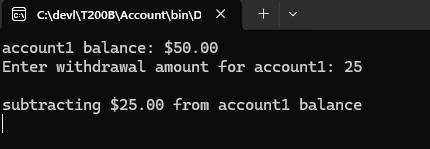 C:\devl\T200B\Account\bin\D
account1 balance: $50.00
Enter withdrawal amount for account1: 25
subtracting $25.00 from account1 balance